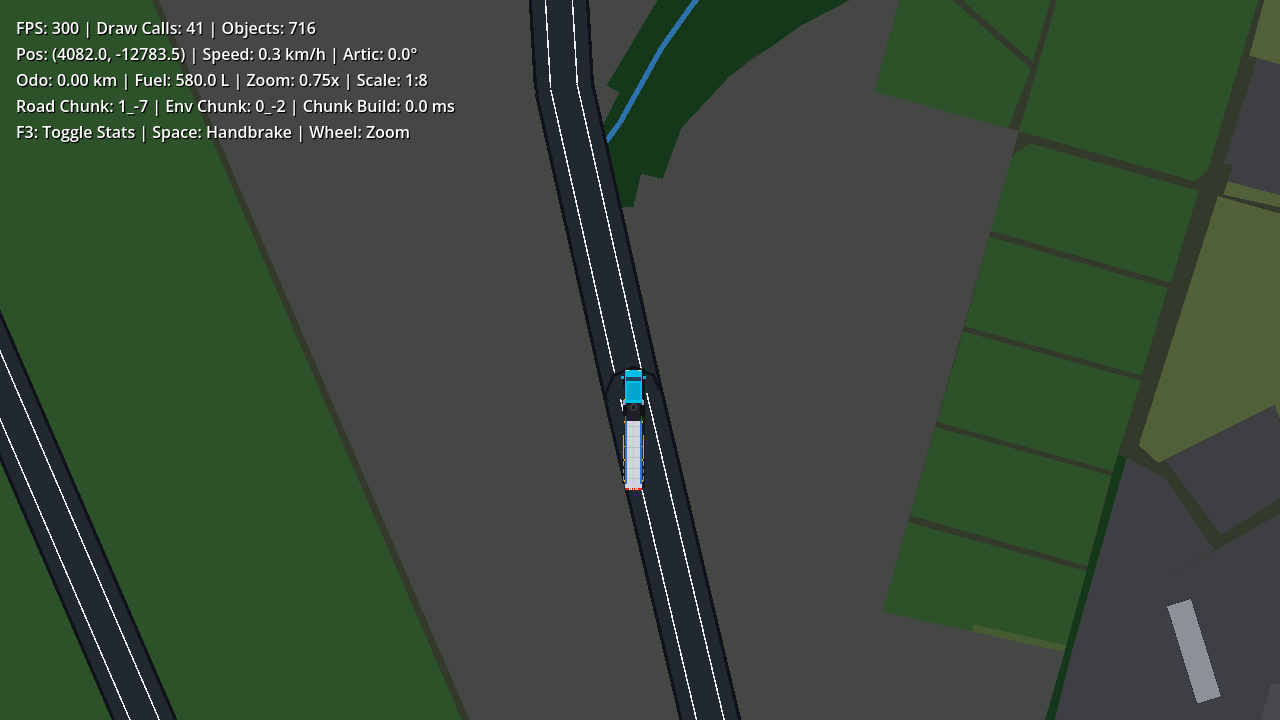 FPS: 300 | Draw Calls: 41 | Objects: 716
Pos: (4082.0, -12783.5) | Speed: 0.3 km/h | Artic: 0.0°
Odo: 0.00 km | Fuel: 580.0 L | Zoom: 0.75x | Scale: 1:8
Road Chunk: 1_-7 | Env Chunk: 0_-2 | Chunk Build: 0.0 ms
F3: Toggle Stats | Space: Handbrake | Wheel: Zoom